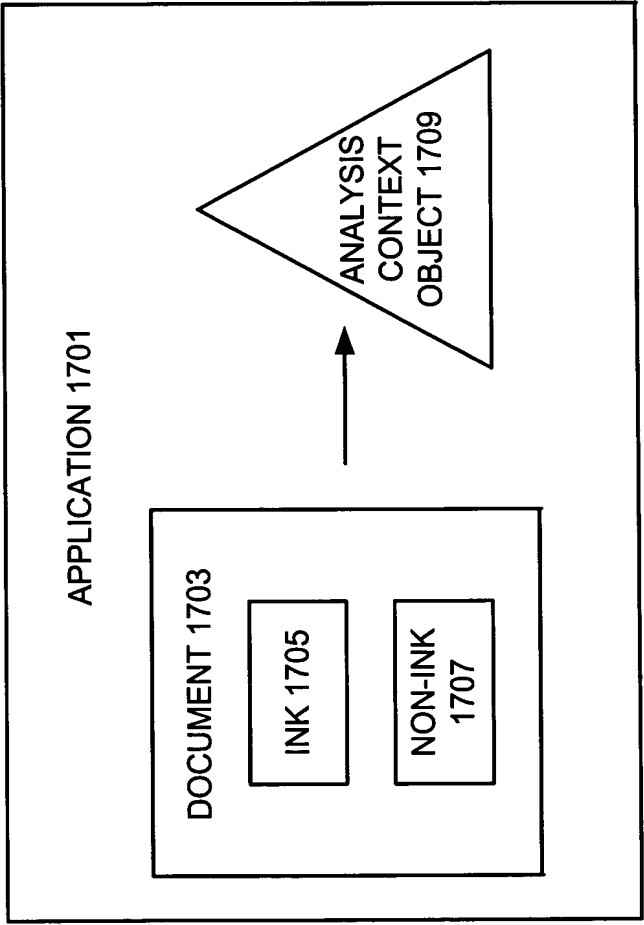 APPLICATION 1701
DOCUMENT 1703
INK 1705
NON-INK
1707
ANALYSIS
CONTEXT
OBJECT 1709